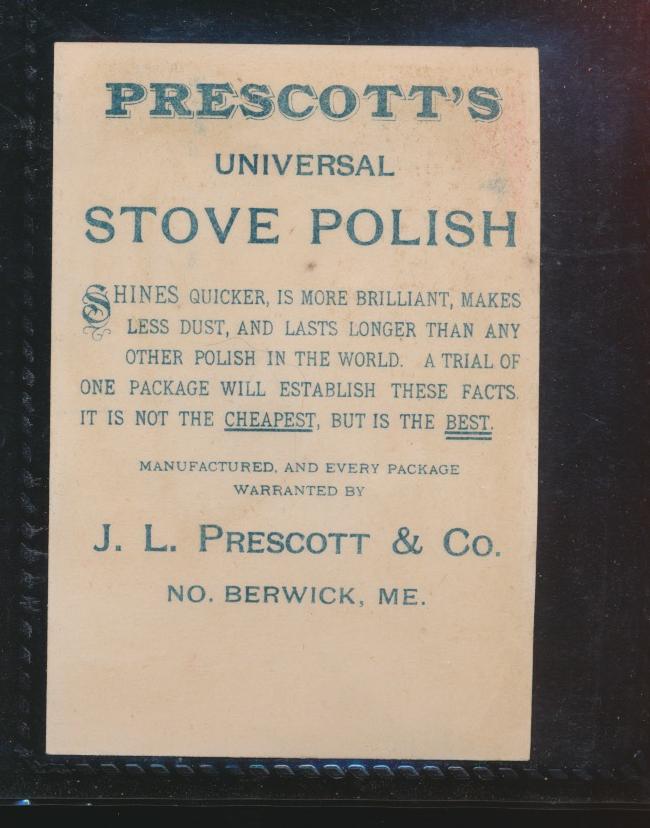 PRESCOTT'S
UNIVERSAL
STOVE POLISH
SHINES QUICKER, IS MORE BRILLIANT, MAKES
LESS DUST, AND LASTS LONGER THAN ANY
OTHER POLISH IN THE WORLD. A TRIAL OF
ONE PACKAGE WILL ESTABLISH THESE FACTS.
IT IS NOT THE CHEAPEST, BUT IS THE BEST.
MANUFACTURED, AND EVERY PACKAGE
WARRANTED BY
J. L. PRESCOTT & CO.
NO. BERWICK, ME.